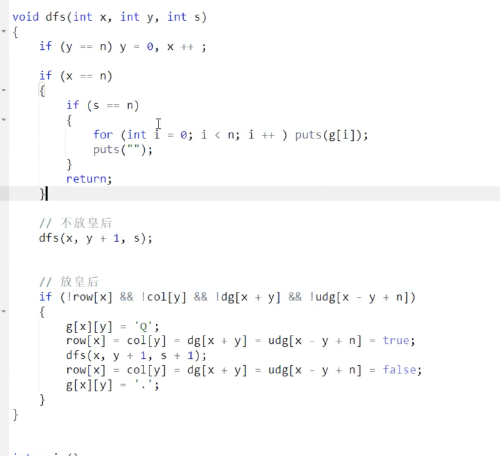 void dfs(int x, int y, int s)
{
    if (y == n) y = 0, x ++ ;

    if (x == n)
    {
        if (s == n)
        {
            for (int i = 0; i < n; i ++ ) puts(g[i]);
            puts("");
        }
        return;
    }

    // 不放皇后
    dfs(x, y + 1, s);


    // 放皇后
    if (!row[x] && !col[y] && !dg[x + y] && !udg[x - y + n])
    {
        g[x][y] = 'Q';
        row[x] = col[y] = dg[x + y] = udg[x - y + n] = true;
        dfs(x, y + 1, s + 1);
        row[x] = col[y] = dg[x + y] = udg[x - y + n] = false;
        g[x][y] = '.';
    }
}